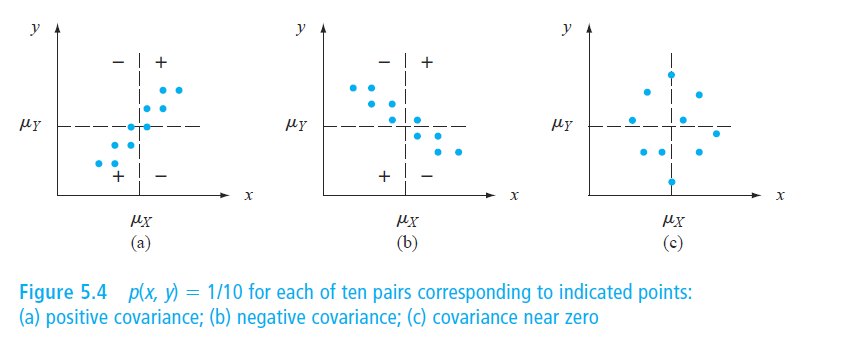 y y y
− + − +
μY μY μY
+ − + −
x x x
μX μX μX
(a) (b) (c)
Figure 5.4 p(x, y) = 1/10 for each of ten pairs corresponding to indicated points:
(a) positive covariance; (b) negative covariance; (c) covariance near zero